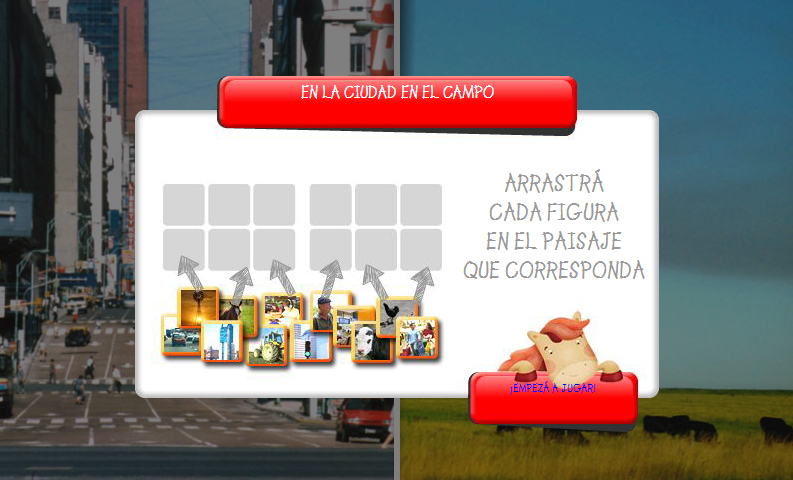 EN LA CIUDAD EN EL CAMPO
ARRASTRÁ
CADA FIGURA
EN EL PAISAJE
QUE CORRESPONDA
¡EMPEZÁ A JUGAR!